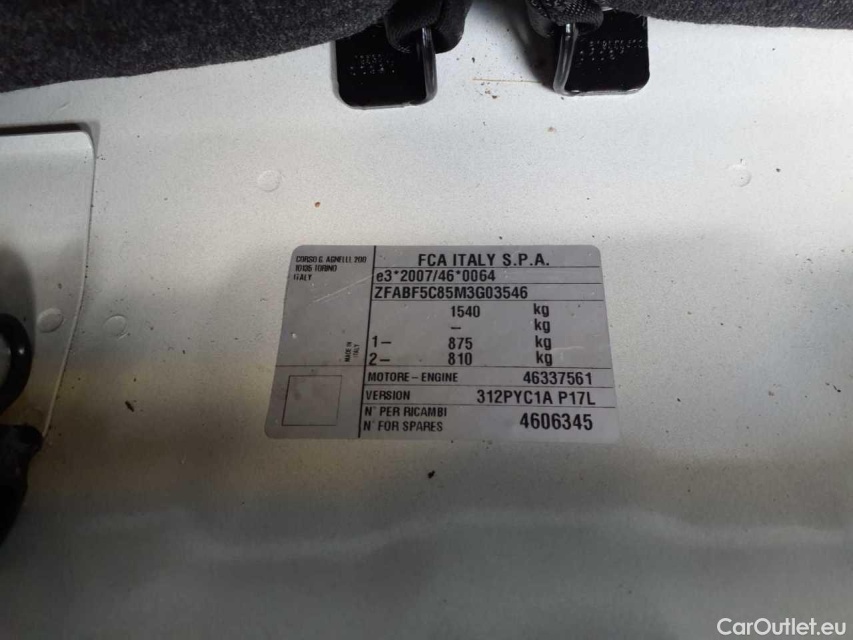 CORSO G. AGNELLI, 200
10135 TORINO
ITALY
FCA ITALY S.P.A.
e3*2007/46*0064
ZFABF5C85M3G03546
1540 kg
– kg
1– 875 kg
2– 810 kg
MADE IN
ITALY
MOTORE – ENGINE 46337561
VERSION 312PYC1A P17L
N° PER RICAMBI
N° FOR SPARES 4606345
CarOutlet.eu